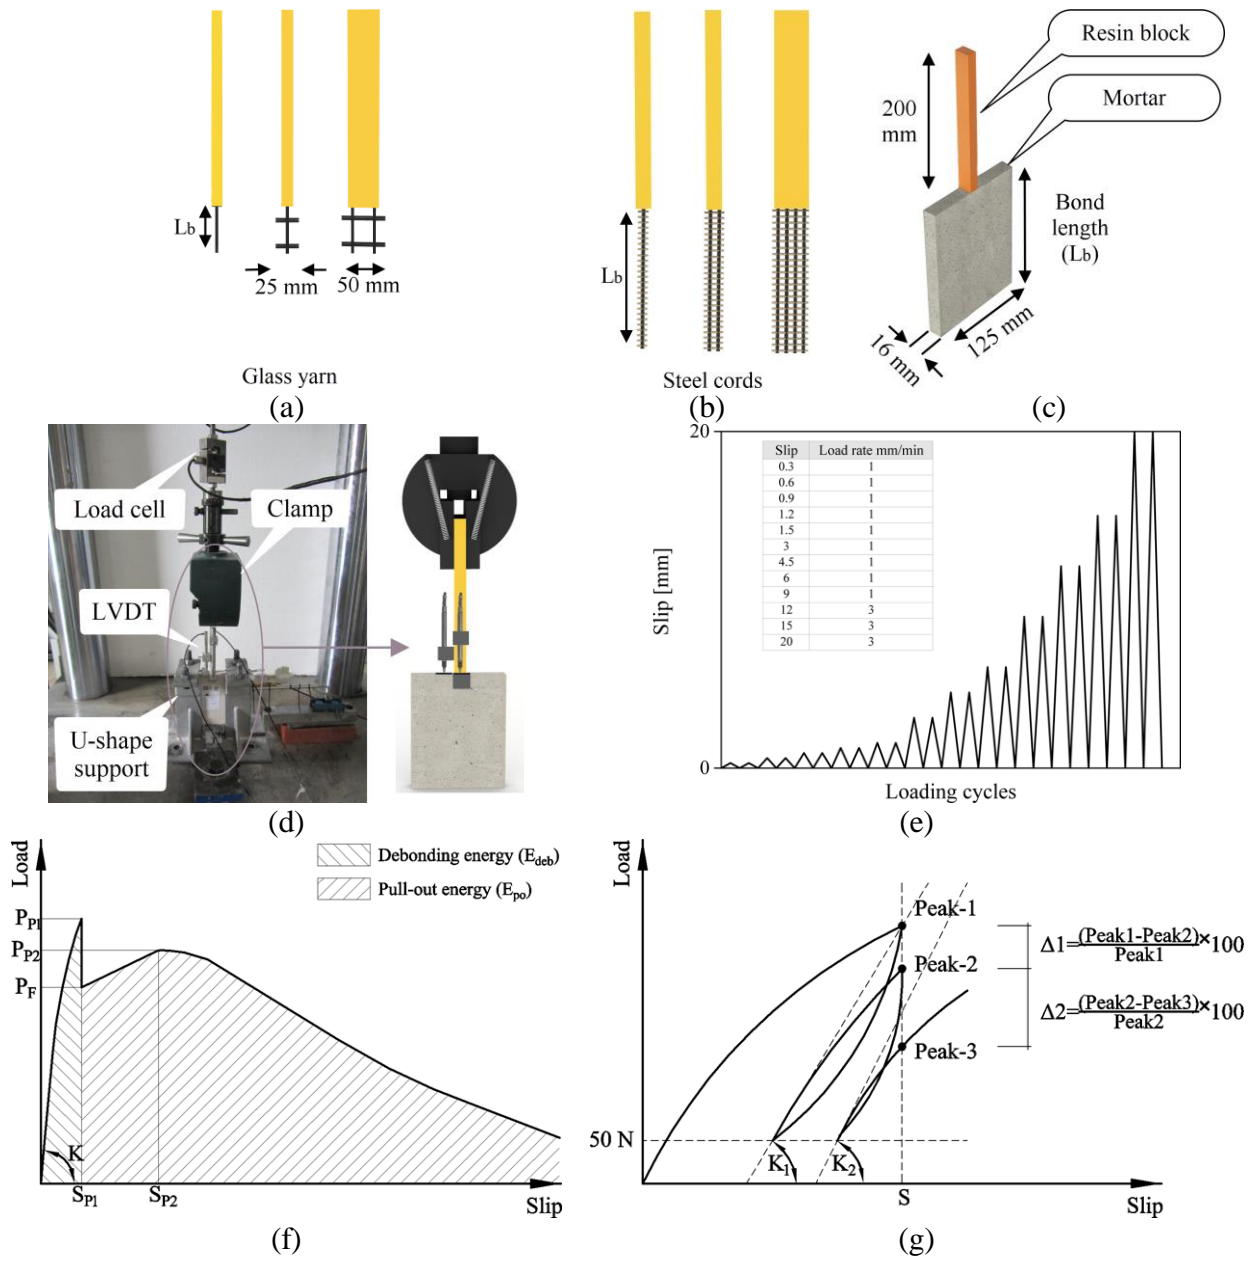 Lb
25 mm
50 mm
Glass yarn
(a)
Lb
Steel cords
(b)
Resin block
Mortar
200
mm
Bond
length
(Lb)
125 mm
16 mm
(c)
Load cell
Clamp
LVDT
U-shape
support
(d)
20
Slip [mm]
0
Slip Load rate mm/min
0.3 1
0.6 1
0.9 1
1.2 1
1.5 1
3 1
4.5 1
6 1
9 1
12 3
15 3
20 3
Loading cycles
(e)
Load
Debonding energy (Edeb)
Pull-out energy (Epo)
PP1
PP2
PF
K
SP1
SP2
Slip
(f)
Load
Peak-1
Δ1=(Peak1-Peak2)/Peak1×100
Peak-2
Δ2=(Peak2-Peak3)/Peak2×100
Peak-3
50 N
K1
K2
S
Slip
(g)